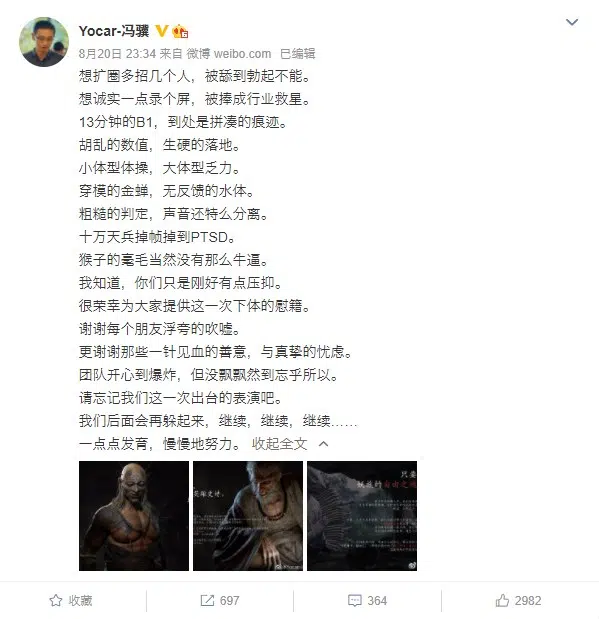 Yocar-冯骥
8月20日 23:34 来自 微博 weibo.com 已编辑
想扩圈多招几个人，被舔到勃起不能。
想诚实一点录个屏，被捧成行业救星。
13分钟的B1，到处是拼凑的痕迹。
胡乱的数值，生硬的落地。
小体型体操，大体型乏力。
穿模的金蝉，无反馈的水体。
粗糙的判定，声音还特么分离。
十万天兵掉帧掉到PTSD。
猴子的毫毛当然没有那么牛逼。
我知道，你们只是刚好有点压抑。
很荣幸为大家提供这一次下体的慰籍。
谢谢每个朋友浮夸的吹嘘。
更谢谢那些一针见血的善意，与真挚的忧虑。
团队开心到爆炸，但没飘飘然到忘乎所以。
请忘记我们这一次出台的表演吧。
我们后面会再躲起来，继续，继续，继续……
一点点发育，慢慢地努力。 收起全文
英雄史诗，
只要
妖族的自由之魂
收藏
697
364
2982